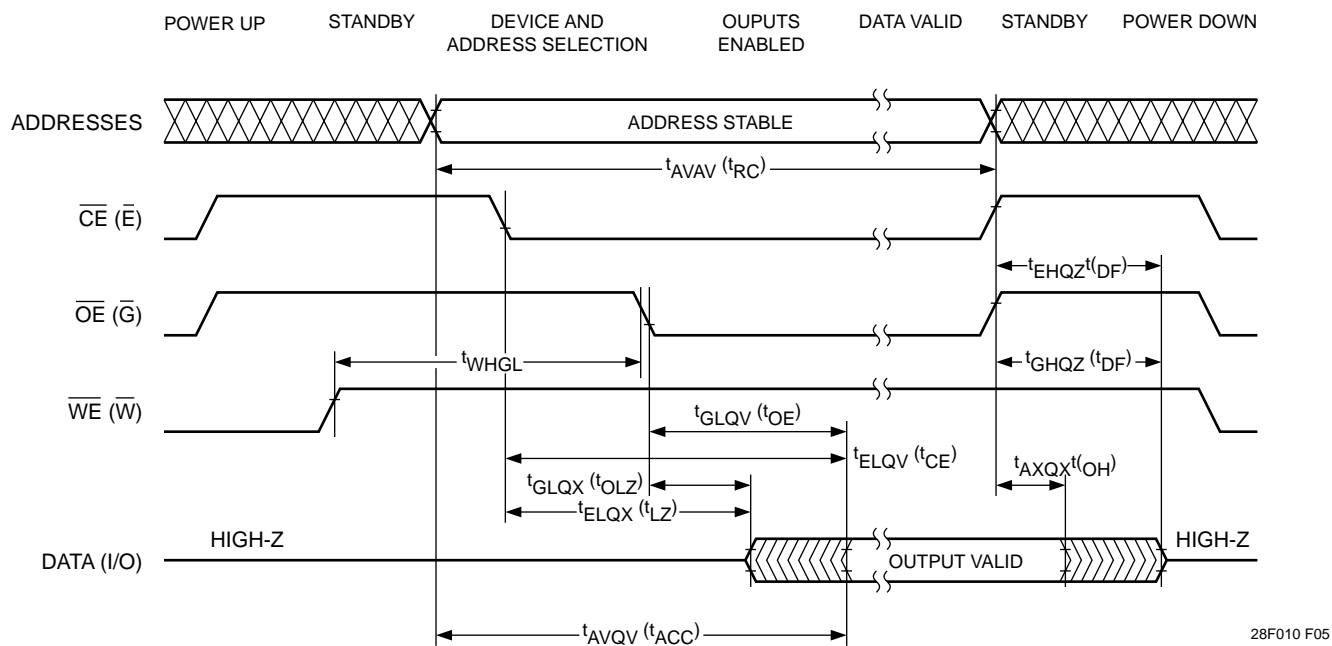 POWER UP
STANDBY
DEVICE AND
ADDRESS SELECTION
OUPUTS
ENABLED
DATA VALID
STANDBY
POWER DOWN
ADDRESSES
ADDRESS STABLE
tAVAV (tRC)
CE (E)
tEHQZt(DF)
OE (G)
tWHGL
tGHQZ (tDF)
WE (W)
tGLQV (tOE)
tELQV (tCE)
tAXQXt(OH)
tGLQX (tOLZ)
tELQX (tLZ)
HIGH-Z
HIGH-Z
DATA (I/O)
OUTPUT VALID
tAVQV (tACC)
28F010 F05